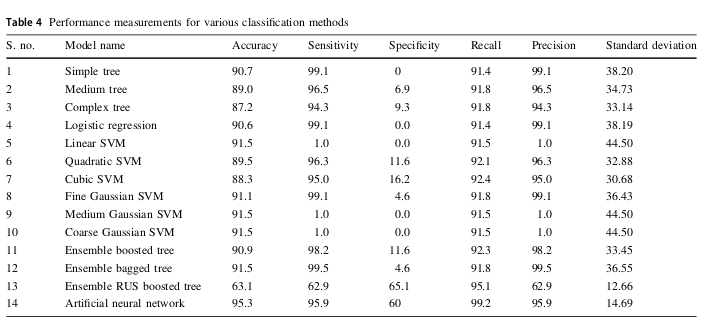 Table 4 Performance measurements for various classification methods
S. no. Model name Accuracy Sensitivity Specificity Recall Precision Standard deviation
1 Simple tree 90.7 99.1 0 91.4 99.1 38.20
2 Medium tree 89.0 96.5 6.9 91.8 96.5 34.73
3 Complex tree 87.2 94.3 9.3 91.8 94.3 33.14
4 Logistic regression 90.6 99.1 0.0 91.4 99.1 38.19
5 Linear SVM 91.5 1.0 0.0 91.5 1.0 44.50
6 Quadratic SVM 89.5 96.3 11.6 92.1 96.3 32.88
7 Cubic SVM 88.3 95.0 16.2 92.4 95.0 30.68
8 Fine Gaussian SVM 91.1 99.1 4.6 91.8 99.1 36.43
9 Medium Gaussian SVM 91.5 1.0 0.0 91.5 1.0 44.50
10 Coarse Gaussian SVM 91.5 1.0 0.0 91.5 1.0 44.50
11 Ensemble boosted tree 90.9 98.2 11.6 92.3 98.2 33.45
12 Ensemble bagged tree 91.5 99.5 4.6 91.8 99.5 36.55
13 Ensemble RUS boosted tree 63.1 62.9 65.1 95.1 62.9 12.66
14 Artificial neural network 95.3 95.9 60 99.2 95.9 14.69